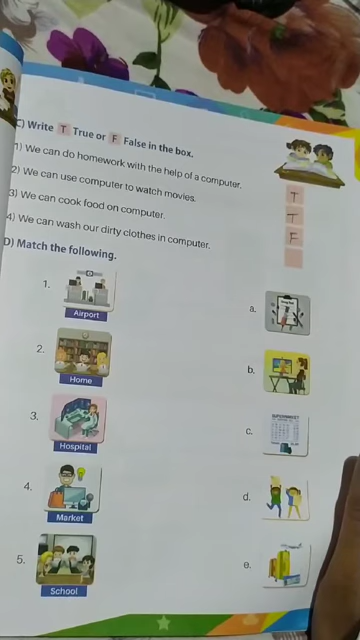 C) Write T True or F False in the box.
1) We can do homework with the help of a computer. T
2) We can use computer to watch movies. T
3) We can cook food on computer. F
4) We can wash our dirty clothes in computer.
D) Match the following.
1. Airport
a.
2. Home
b.
3. Hospital
c. SUPERMARKET
4. Market
d.
5. School
e.